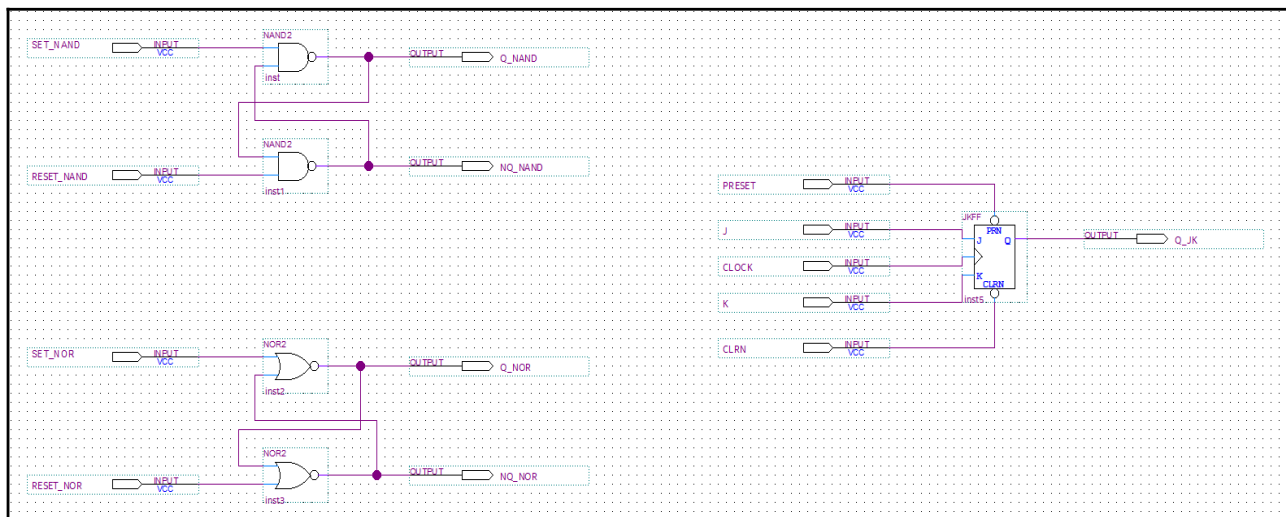 NAND2
SET_NAND INPUT OUTPUT Q_NAND
VCC
inst
NAND2
RESET_NAND INPUT OUTPUT NQ_NAND
VCC
inst1
PRESET INPUT
VCC
JKFF
PRN
J INPUT J Q OUTPUT Q_JK
VCC
CLOCK INPUT
VCC
K INPUT K
VCC CLRN
inst5
CLRN INPUT
VCC
NOR2
SET_NOR INPUT OUTPUT Q_NOR
VCC
inst2
NOR2
RESET_NOR INPUT OUTPUT NQ_NOR
VCC
inst3